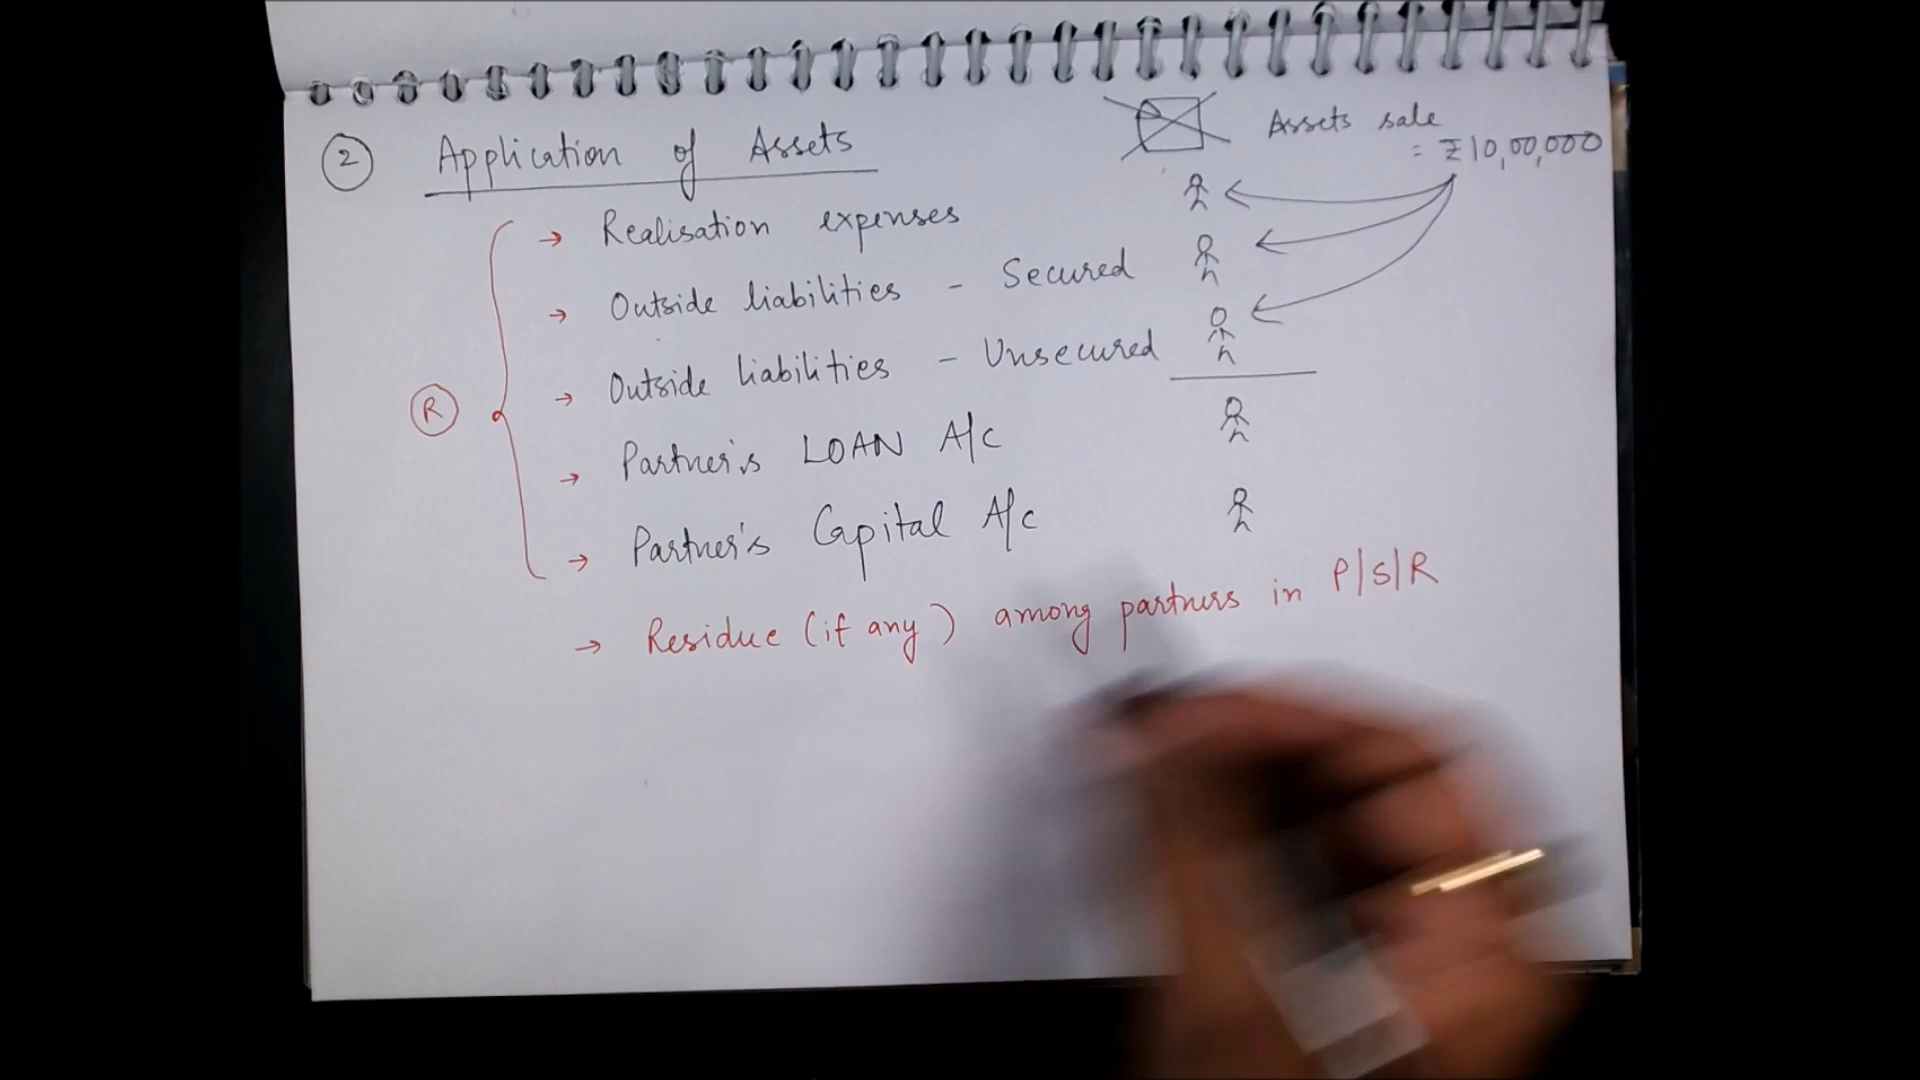 ② Application of Assets
Assets sale
= ₹10,00,000
→ Realisation expenses
→ Outside liabilities - Secured
→ Outside liabilities - Unsecured
R
→ Partner's LOAN A/c
→ Partner's Capital A/c
→ Residue (if any) among partners in P/S/R